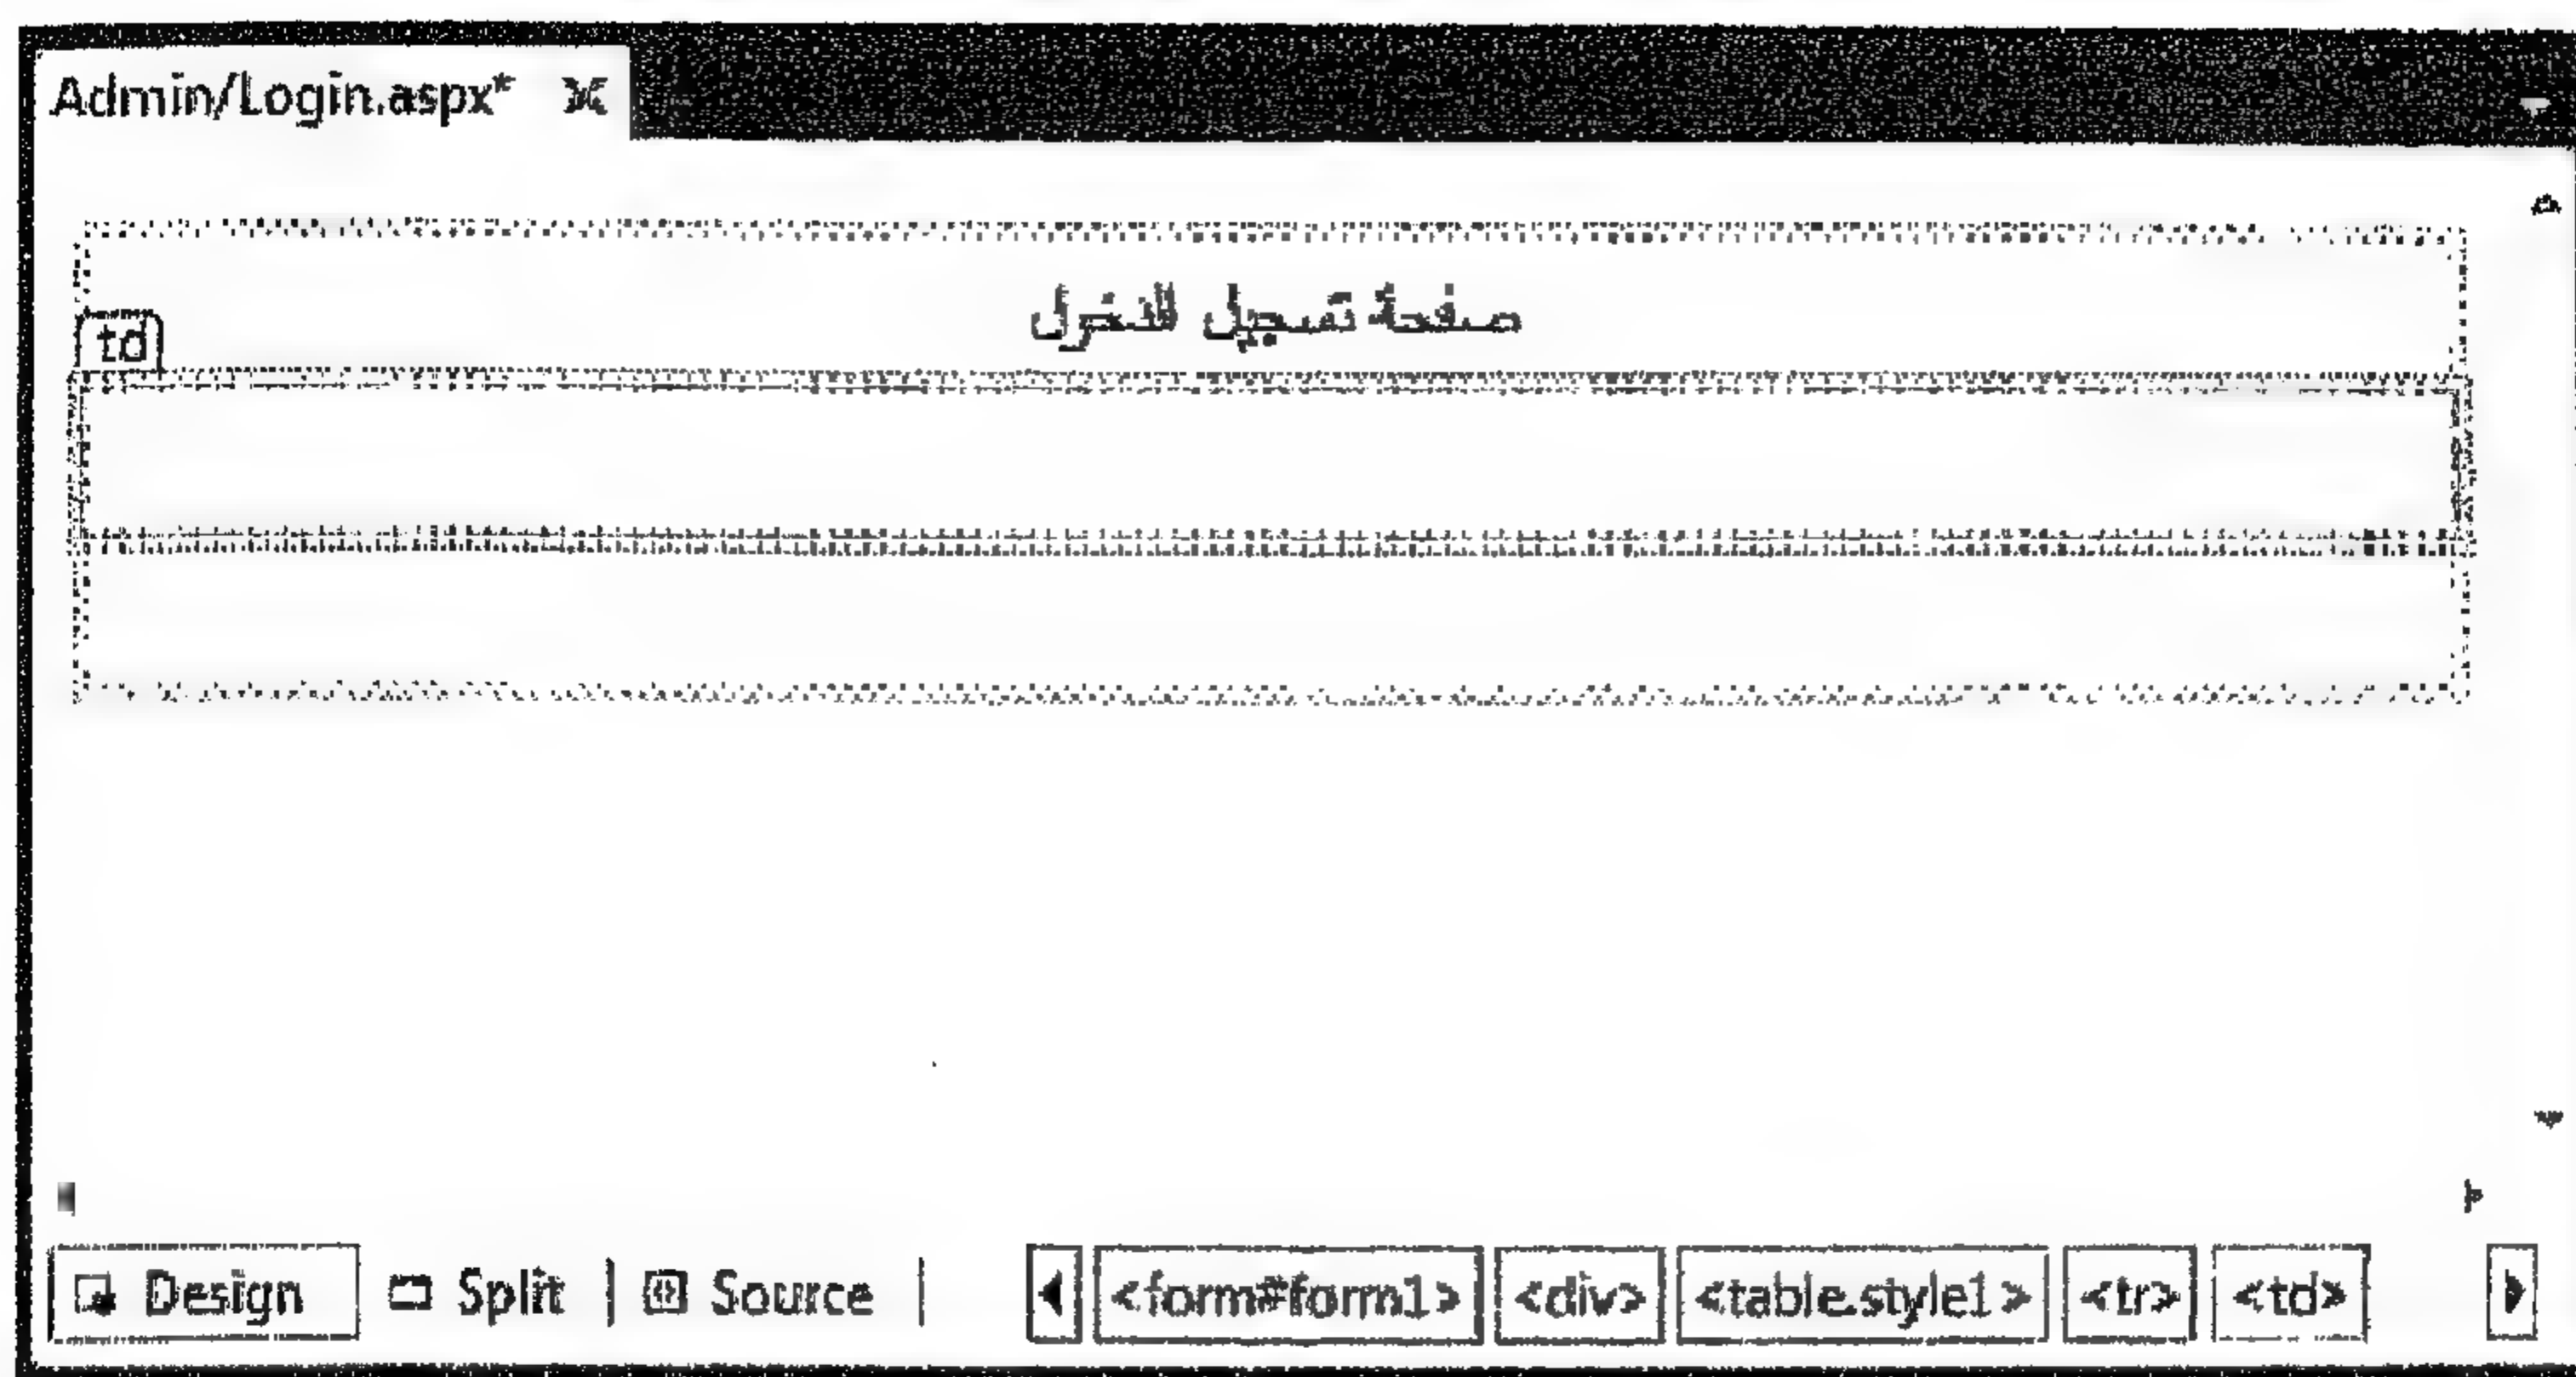 Admin/Login.aspx*
صفحة تسجيل الدخول
td
Design Split Source <form#form1> <div> <table.style1> <tr> <td>